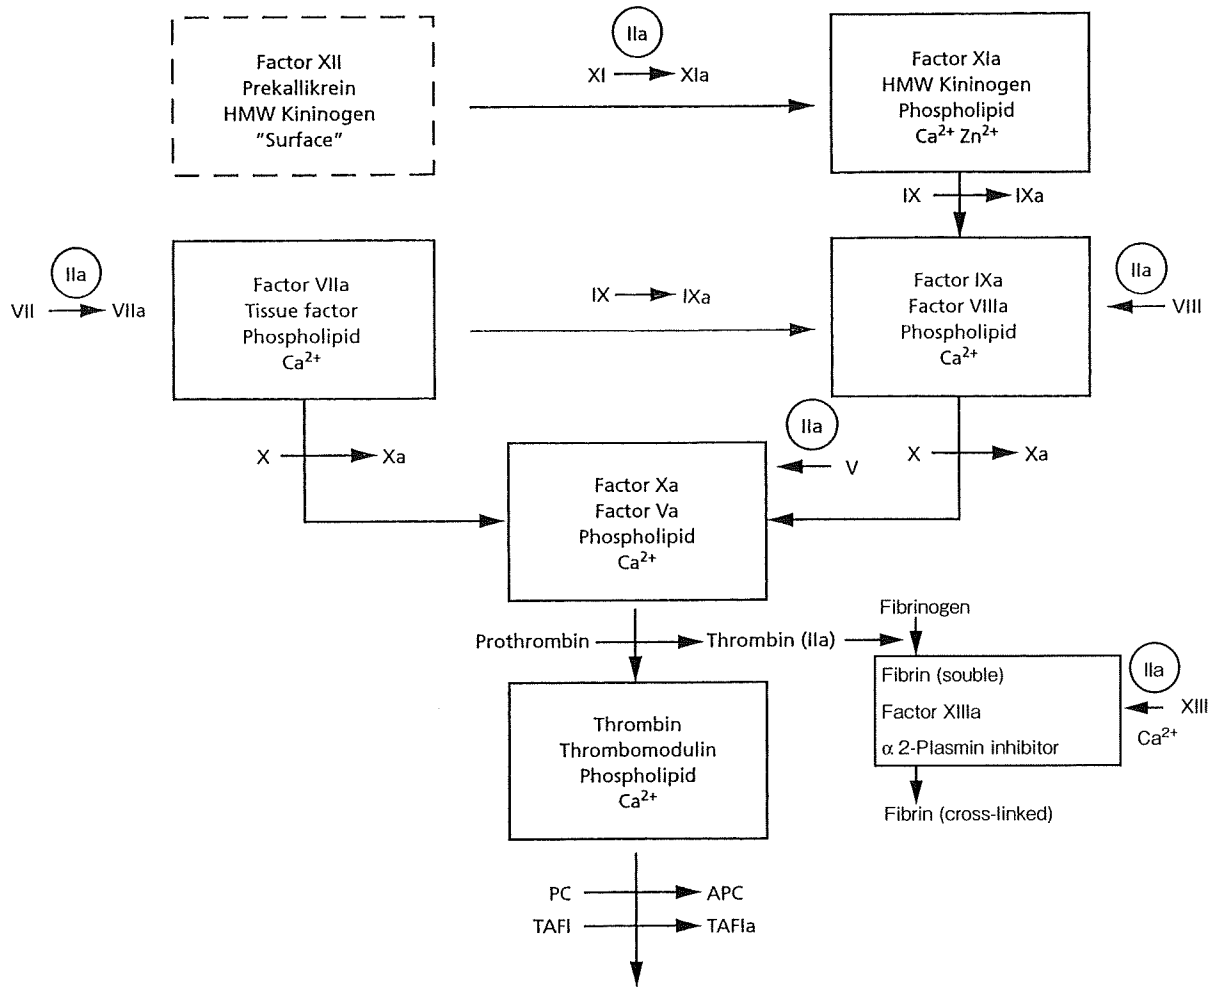 Factor XII
Prekallikrein
HMW Kininogen
"Surface"
IIa
XI XIa
Factor XIa
HMW Kininogen
Phospholipid
Ca²⁺ Zn²⁺
IX IXa
IIa
VII VIIa
Factor VIIa
Tissue factor
Phospholipid
Ca²⁺
IX IXa
Factor IXa
Factor VIIIa
Phospholipid
Ca²⁺
IIa
VIII
X Xa
IIa
V
X Xa
Factor Xa
Factor Va
Phospholipid
Ca²⁺
Prothrombin Thrombin (IIa)
Fibrinogen
Fibrin (souble)
Factor XIIIa
α 2-Plasmin inhibitor
IIa
XIII
Ca²⁺
Fibrin (cross-linked)
Thrombin
Thrombomodulin
Phospholipid
Ca²⁺
PC APC
TAFI TAFIa